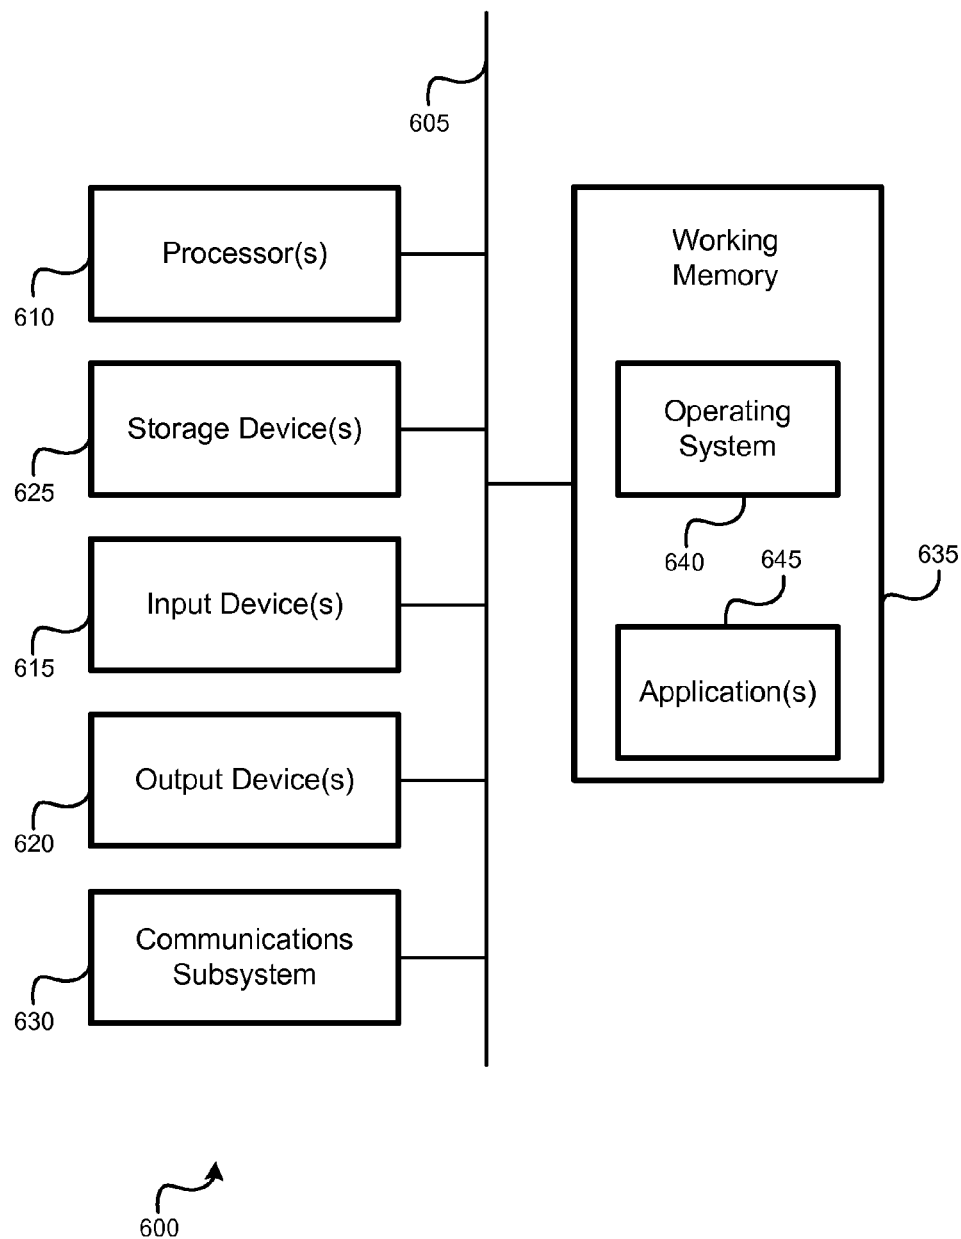 605
Processor(s)
610
Storage Device(s)
625
Input Device(s)
615
Output Device(s)
620
Communications
Subsystem
630
Working
Memory
Operating
System
640
645
635
Application(s)
600